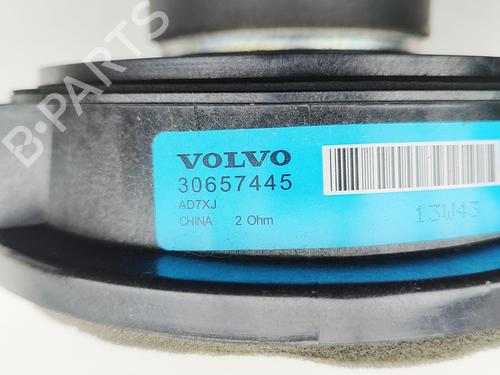 B-PARTS
VOLVO
30657445
AD7XJ
CHINA 2 Ohm
13W43